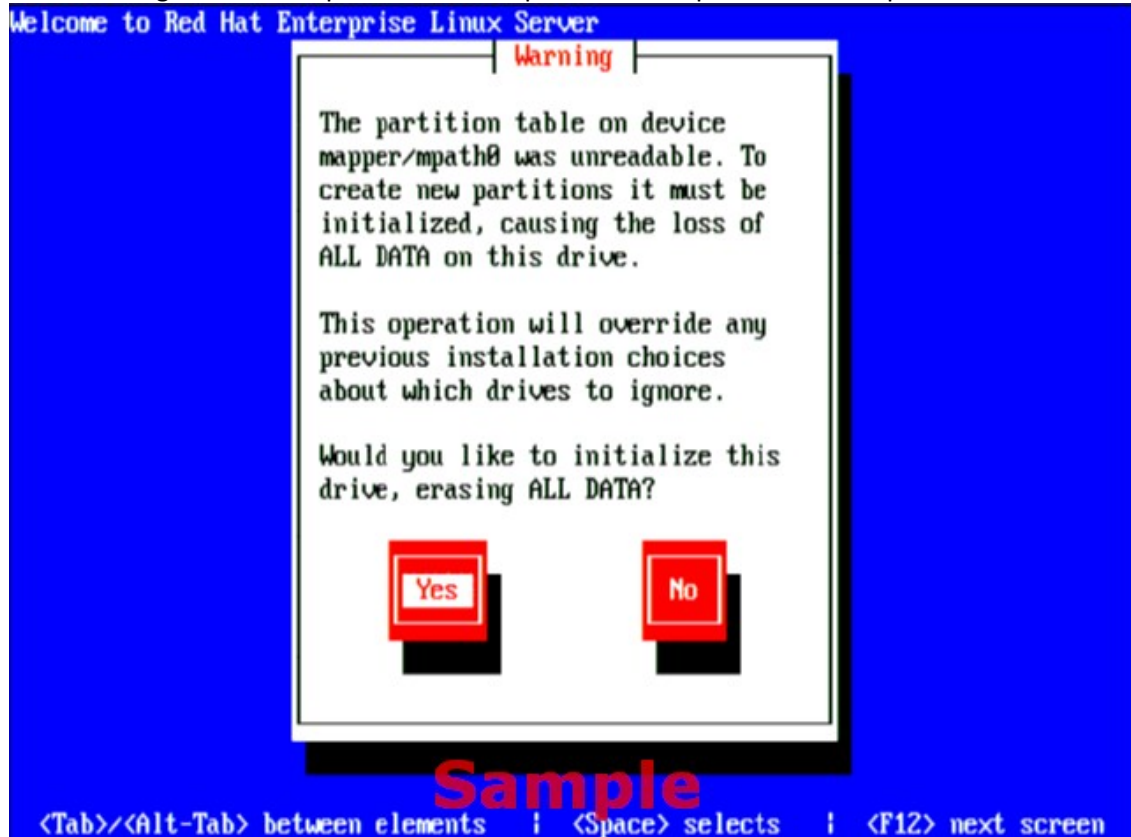 Welcome to Red Hat Enterprise Linux Server
Warning
The partition table on device
mapper/mpath0 was unreadable. To
create new partitions it must be
initialized, causing the loss of
ALL DATA on this drive.
This operation will override any
previous installation choices
about which drives to ignore.
Would you like to initialize this
drive, erasing ALL DATA?
Yes No
Sample
<Tab>/<Alt-Tab> between elements | <Space> selects | <F12> next screen